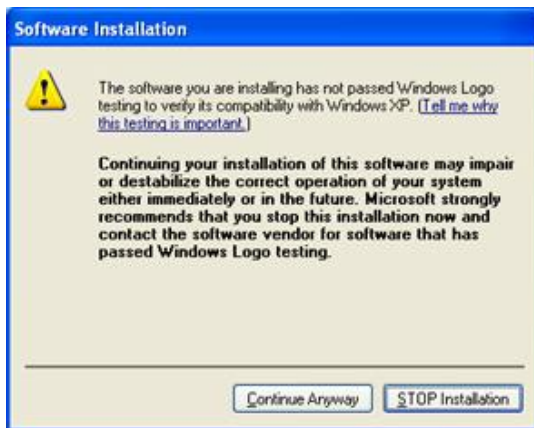 Software Installation
The software you are installing has not passed Windows Logo
testing to verify its compatibility with Windows XP. (Tell me why
this testing is important.)
Continuing your installation of this software may impair
or destabilize the correct operation of your system
either immediately or in the future. Microsoft strongly
recommends that you stop this installation now and
contact the software vendor for software that has
passed Windows Logo testing.
Continue Anyway
STOP Installation